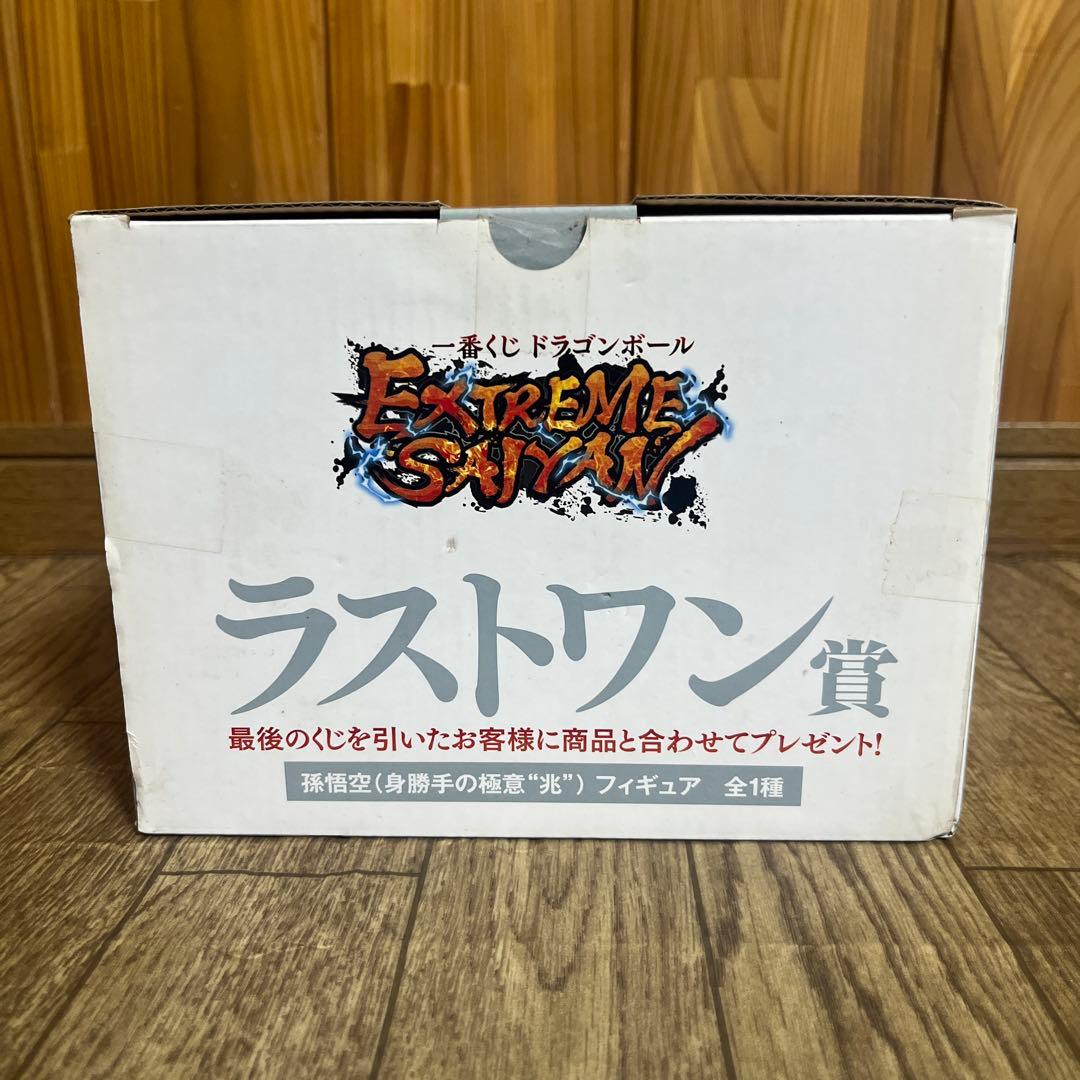 一番くじ ドラゴンボール
EXTREME
SAIYAN
ラストワン賞
最後のくじを引いたお客様に商品と合わせてプレゼント!
孫悟空(身勝手の極意“兆”) フィギュア 全1種